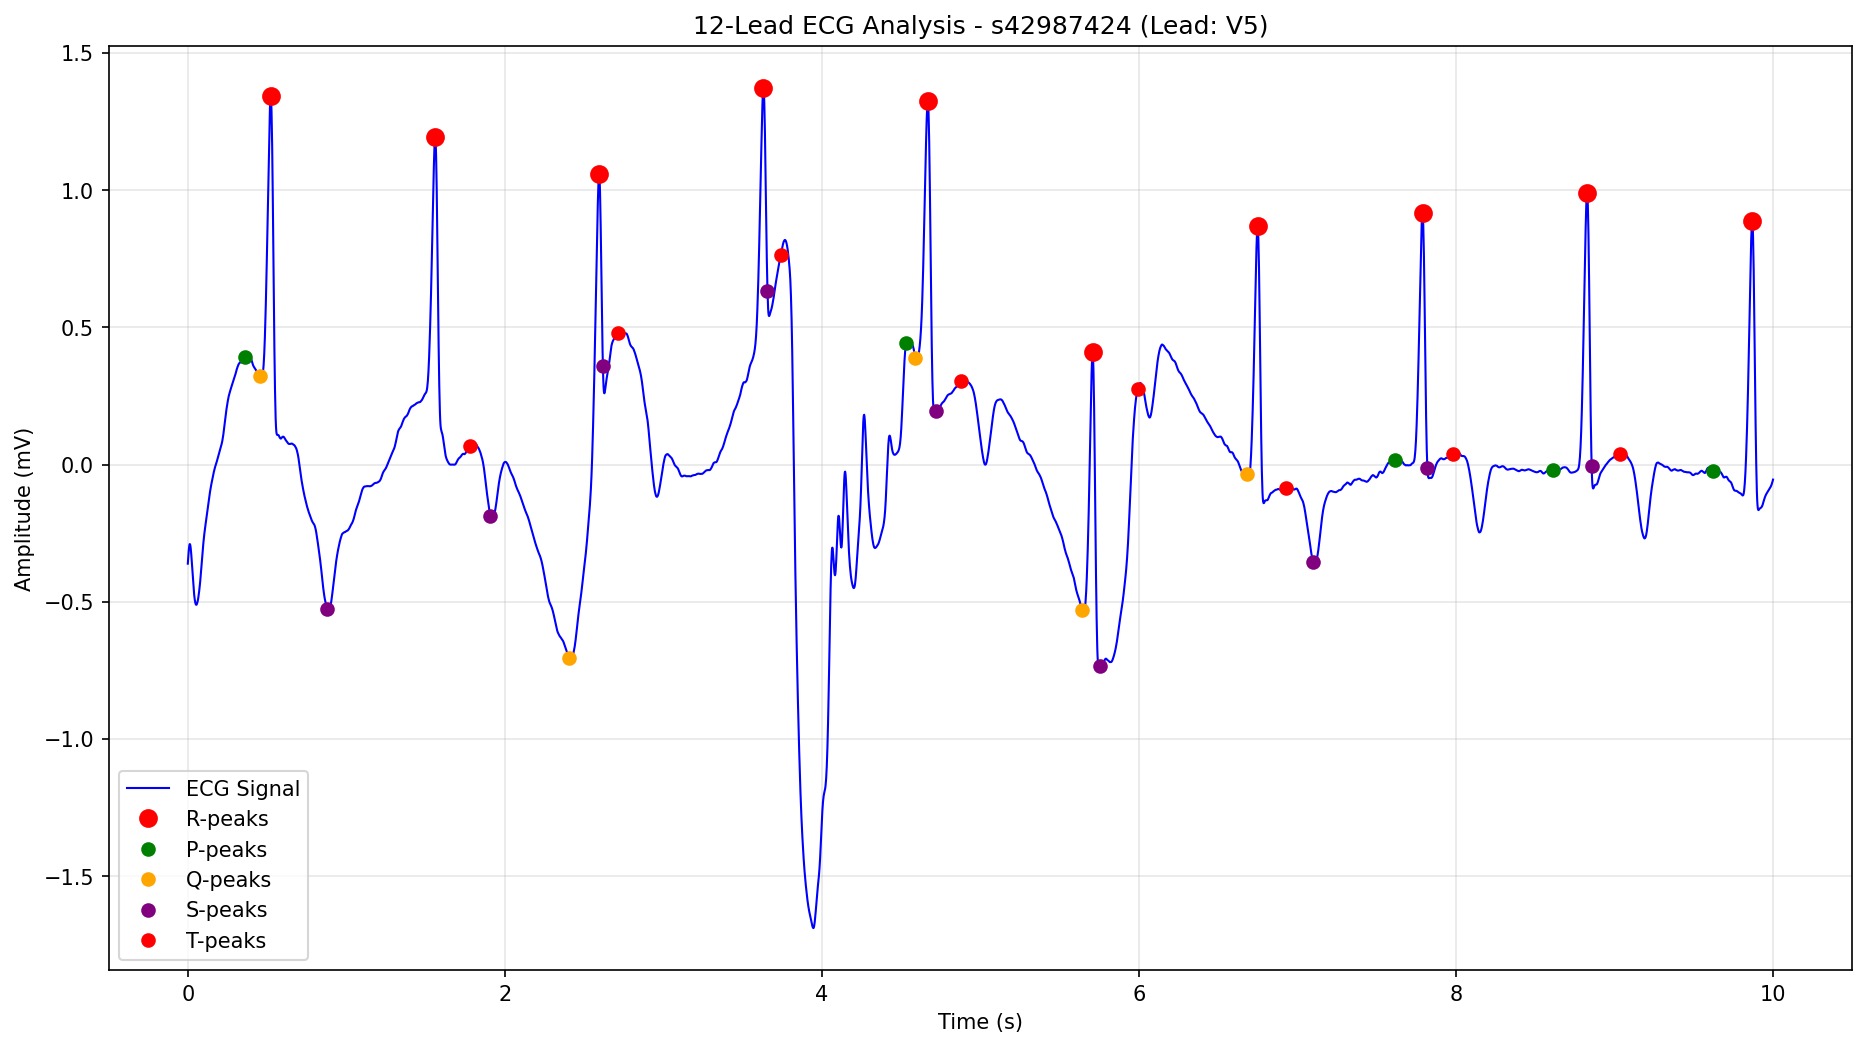 12-Lead ECG Analysis - s42987424 (Lead: V5)
Amplitude (mV)
1.5
1.0
0.5
0.0
−0.5
−1.0
−1.5
ECG Signal
R-peaks
P-peaks
Q-peaks
S-peaks
T-peaks
0 2 4 6 8 10
Time (s)